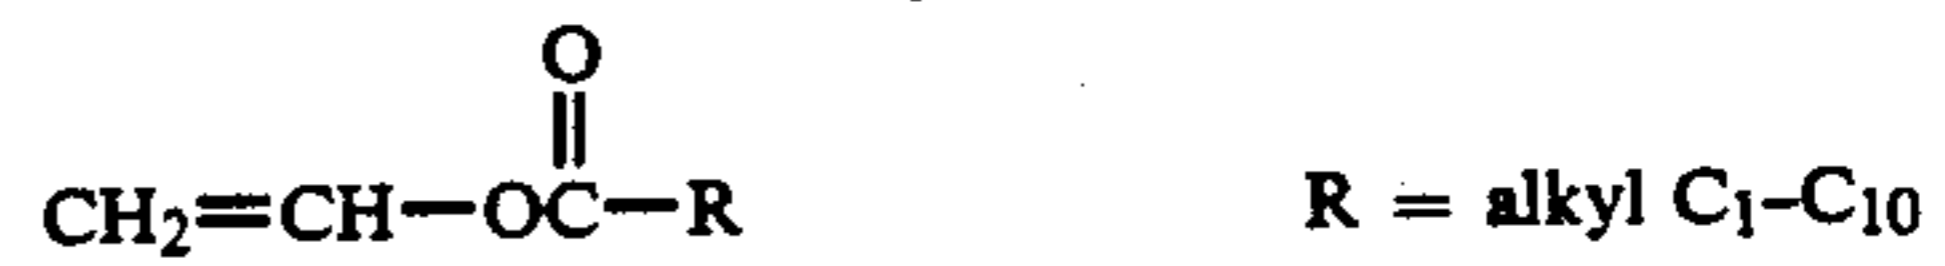 O
CH₂=CH—OC—R R = alkyl C₁–C₁₀